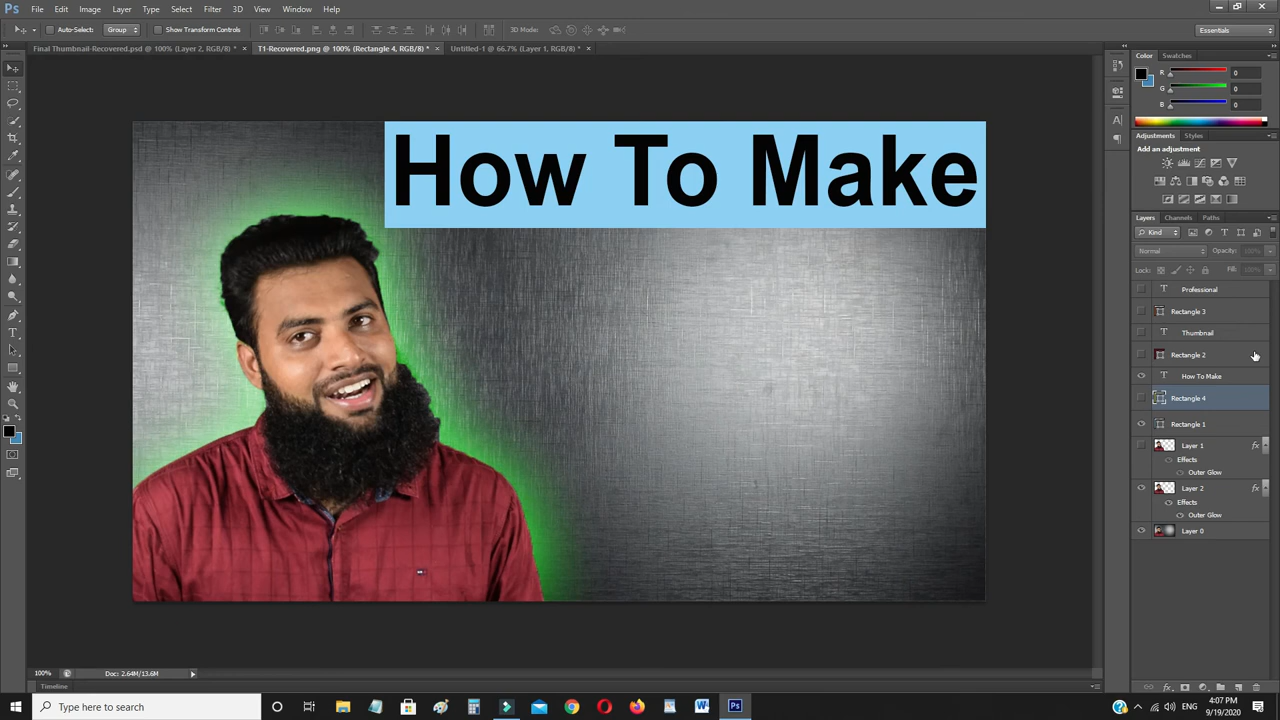 Ps File Edit Image Layer Type Select Filter 3D View Window Help
Auto-Select: Group Show Transform Controls 3D Mode: Essentials
Final Thumbnail-Recovered.psd @ 100% (Layer 2, RGB/8) * × T1-Recovered.png @ 100% (Rectangle 4, RGB/8) * × Untitled-1 @ 66.7% (Layer 1, RGB/8) * ×
Color Swatches
R 0
G 0
B 0
Adjustments Styles
Add an adjustment
How To Make
Layers Channels Paths
Kind
Normal Opacity: 100%
Lock: Fill: 100%
T Professional
Rectangle 3
T Thumbnail
Rectangle 2
T How To Make
Rectangle 4
Rectangle 1
Layer 1 fx
Effects
Outer Glow
Layer 2 fx
Effects
Outer Glow
Layer 0
100% Doc: 2.64M/13.6M
Timeline
Type here to search
ENG 4:07 PM
9/19/2020